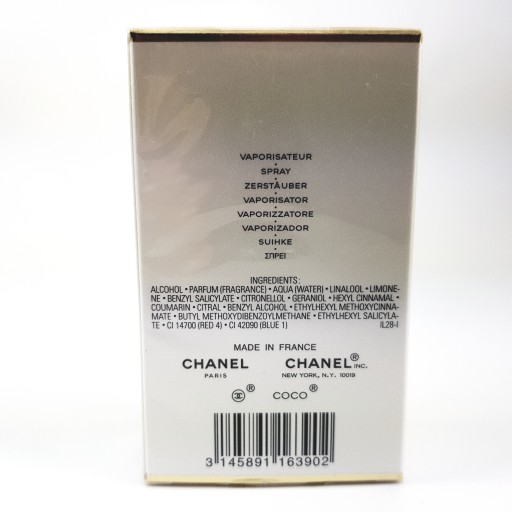 VAPORISATEUR
SPRAY
ZERSTÄUBER
VAPORISATOR
VAPORIZZATORE
VAPORIZADOR
SUIHKE
ΣΠΡΕΪ
INGREDIENTS:
ALCOHOL • PARFUM (FRAGRANCE) • AQUA (WATER) • LINALOOL • LIMONE-
NE • BENZYL SALICYLATE • CITRONELLOL • GERANIOL • HEXYL CINNAMAL •
COUMARIN • CITRAL • BENZYL ALCOHOL • ETHYLHEXYL METHOXYCINNA-
MATE • BUTYL METHOXYDIBENZOYLMETHANE • ETHYLHEXYL SALICYLA-
TE • CI 14700 (RED 4) • CI 42090 (BLUE 1) IL28-I
MADE IN FRANCE
CHANEL CHANEL® INC.
PARIS NEW YORK, N.Y. 10019
® COCO®
3 145891 163902